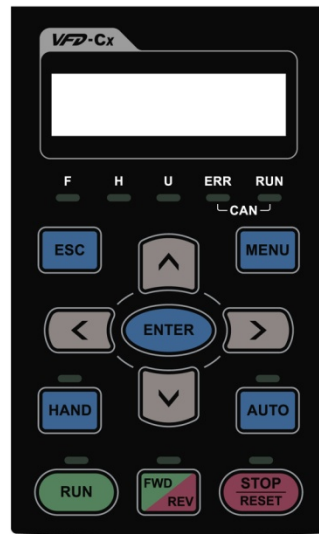 VFD-Cx
F H U ERR RUN
CAN
ESC MENU
ENTER
HAND AUTO
RUN FWD REV STOP RESET